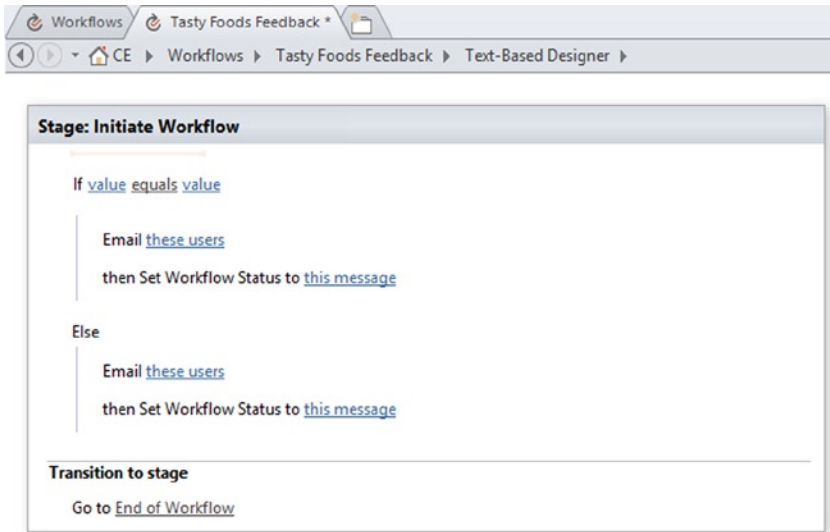 Workflows Tasty Foods Feedback *
CE Workflows Tasty Foods Feedback Text-Based Designer
Stage: Initiate Workflow
If value equals value
Email these users
then Set Workflow Status to this message
Else
Email these users
then Set Workflow Status to this message
Transition to stage
Go to End of Workflow